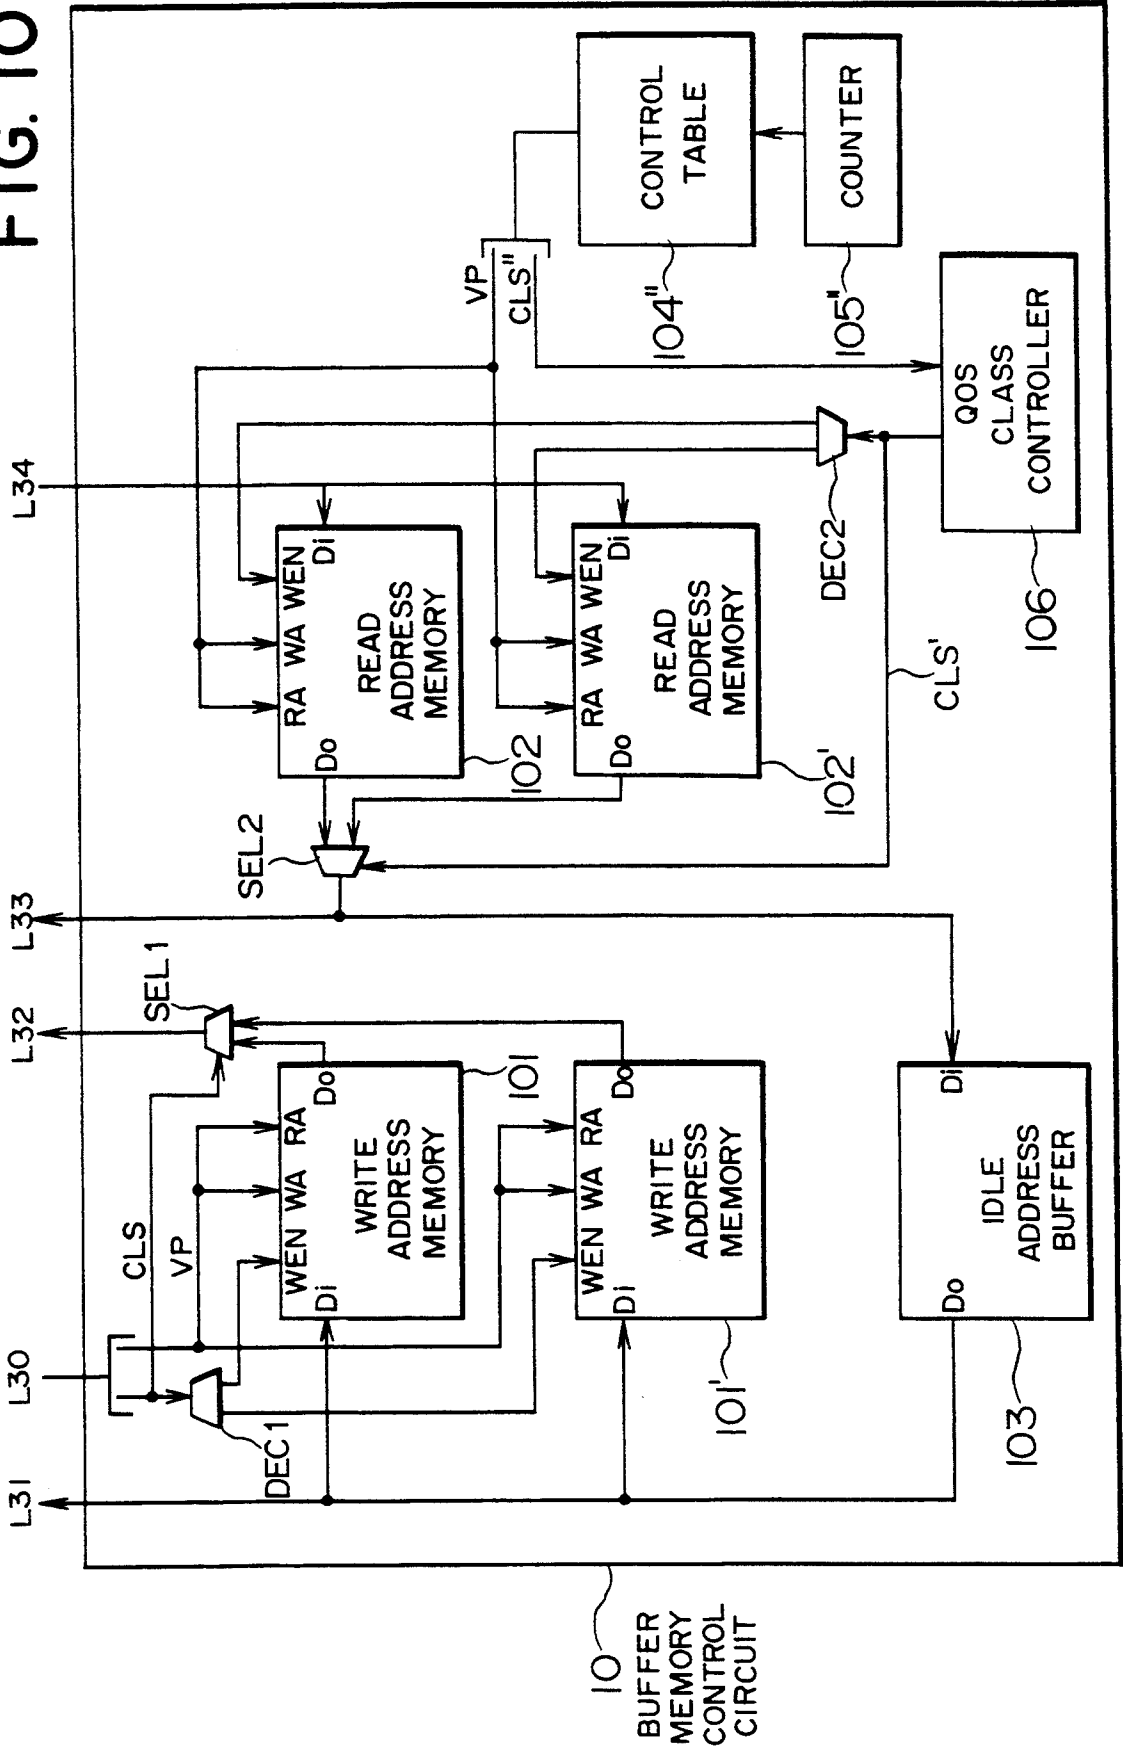 FIG. 10
L31
L30
L32
L33
L34
CLS
VP
DEC1
SEL1
WEN WA RA
Di
Do
WRITE
ADDRESS
MEMORY
101
WEN WA RA
Di
Do
WRITE
ADDRESS
MEMORY
101'
Do
Di
IDLE
ADDRESS
BUFFER
103
SEL2
RA WA WEN
Do
Di
READ
ADDRESS
MEMORY
102
RA WA WEN
Do
Di
READ
ADDRESS
MEMORY
102'
VP
CLS"
DEC2
CLS'
CONTROL
TABLE
104"
COUNTER
105"
QOS
CLASS
CONTROLLER
106
10
BUFFER
MEMORY
CONTROL
CIRCUIT